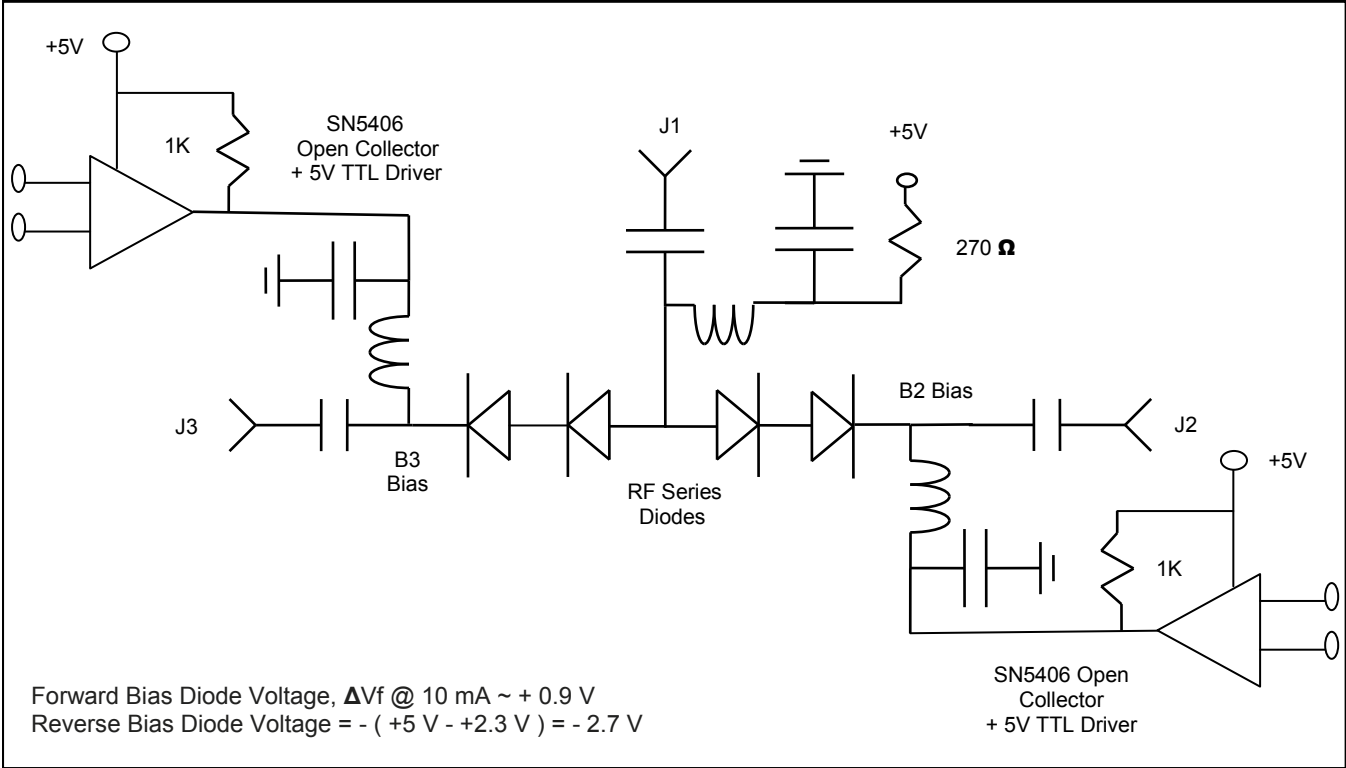 +5V
1K
SN5406
Open Collector
+ 5V TTL Driver
J1
+5V
270 Ω
J3
B3
Bias
RF Series
Diodes
B2 Bias
J2
+5V
1K
SN5406 Open
Collector
+ 5V TTL Driver
Forward Bias Diode Voltage, ΔVf @ 10 mA ~ + 0.9 V
Reverse Bias Diode Voltage = - ( +5 V - +2.3 V ) = - 2.7 V